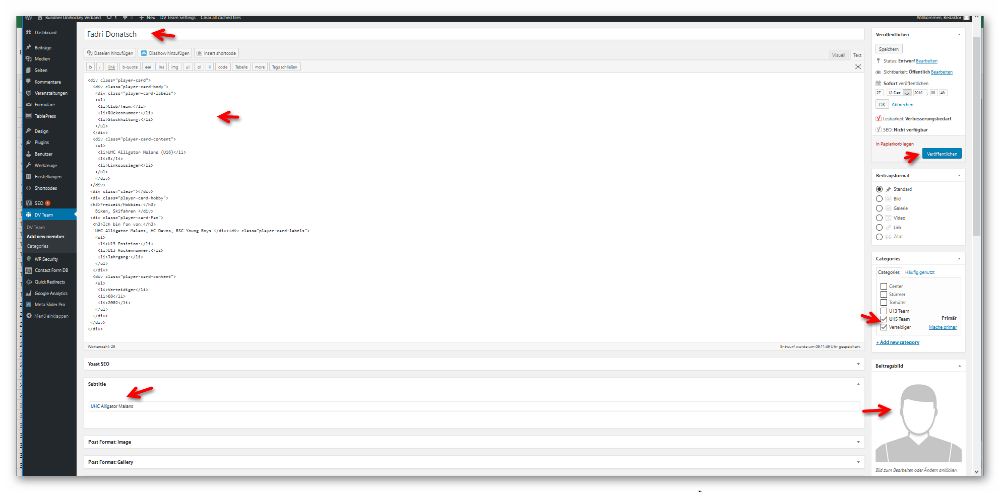 Bündner Unihockey Verband 1 0 + Neu DV Team Settings Clear all cached files
Willkommen, Redaktor
Dashboard
Beiträge
Medien
Seiten
Kommentare
Veranstaltungen
Formulare
TablePress
Design
Plugins
Benutzer
Werkzeuge
Einstellungen
Shortcodes
SEO 1
DV Team
DV Team
Add new member
Categories
WP Security
Contact Form DB
Quick Redirects
Google Analytics
Meta Slider Pro
Menü einklappen
Fadri Donatsch
Dateien hinzufügen Diashow hinzufügen Insert shortcode
Visuell Text
b i link b-quote del ins img ul ol li code Tabelle more Tags schließen
<div class="player-card">
<div class="player-card-body">
<div class="player-card-labels">
<ul>
<li>Club/Team:</li>
<li>Rückennummer:</li>
<li>Stockhaltung:</li>
</ul>
</div>
<div class="player-card-content">
<ul>
<li>UHC Alligator Malans (U16)</li>
<li>8</li>
<li>Linksausleger</li>
</ul>
</div>
</div>
<div class="clear"></div>
<div class="player-card-hobby">
<h3>Freizeit/Hobbies:</h3>
Biken, Skifahren </div>
<div class="player-card-Fan">
<h3>Ich bin Fan von:</h3>
UHC Alligator Malans, HC Davos, BSC Young Boys </div><div class="player-card-labels">
<ul>
<li>U13 Position:</li>
<li>U13 Rückennummer:</li>
<li>Jahrgang:</li>
</ul>
</div>
<div class="player-card-content">
<ul>
<li>Verteidiger</li>
<li>68</li>
<li>2002</li>
</ul>
</div>
</div>
</div>
Wortanzahl: 29
Entwurf wurde um 09:11:49 Uhr gespeichert.
Yoast SEO
Subtitle
UHC Alligator Malans
Post Format: Image
Post Format: Gallery
Veröffentlichen
Speichern
Status: Entwurf Bearbeiten
Sichtbarkeit: Öffentlich Bearbeiten
Sofort veröffentlichen
27 . 12-Dez 2016 , 08 : 48
OK Abbrechen
Lesbarkeit: Verbesserungsbedarf
SEO: Nicht verfügbar
In Papierkorb legen
Veröffentlichen
Beitragsformat
Standard
Bild
Galerie
Video
Link
Zitat
Categories
Categories Häufig genutzt
Center
Stürmer
Torhüter
U13 Team
U15 Team Primär
Verteidiger Mache primär
+ Add new category
Beitragsbild
Bild zum Bearbeiten oder Ändern anklicken.